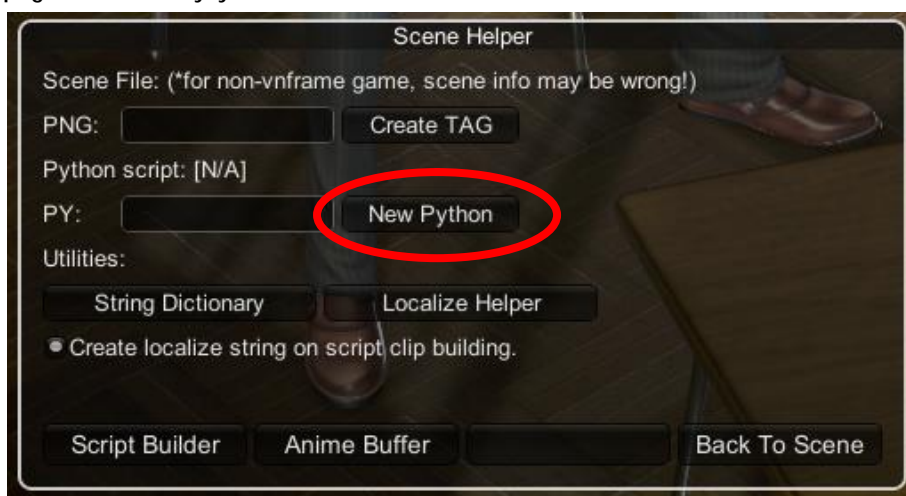 Scene Helper
Scene File: (*for non-vnframe game, scene info may be wrong!)
PNG: Create TAG
Python script: [N/A]
PY: New Python
Utilities:
String Dictionary Localize Helper
Create localize string on script clip building.
Script Builder Anime Buffer Back To Scene